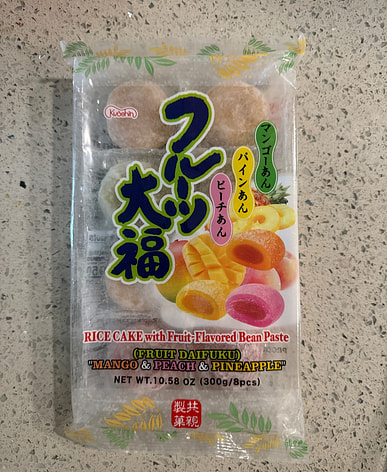 Kyoshin
フルーツ
大福
マンゴーあん
パインあん
ピーチあん
RICE CAKE with Fruit-Flavored Bean Paste
(FRUIT DAIFUKU)
"MANGO & PEACH & PINEAPPLE"
NET WT.10.58 OZ (300g/8pcs)
共親
製菓